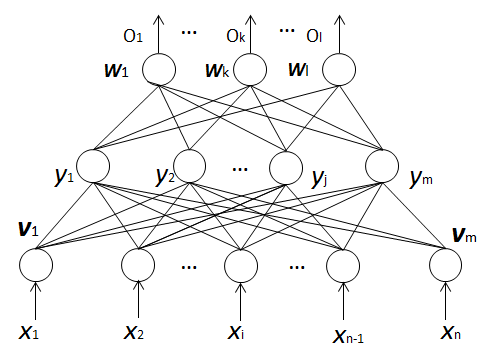 O1 ... Ok ... Ol
w1 wk wl
y1 y2 ... yj ym
v1 vm
... ...
x1 x2 xi xn-1 xn